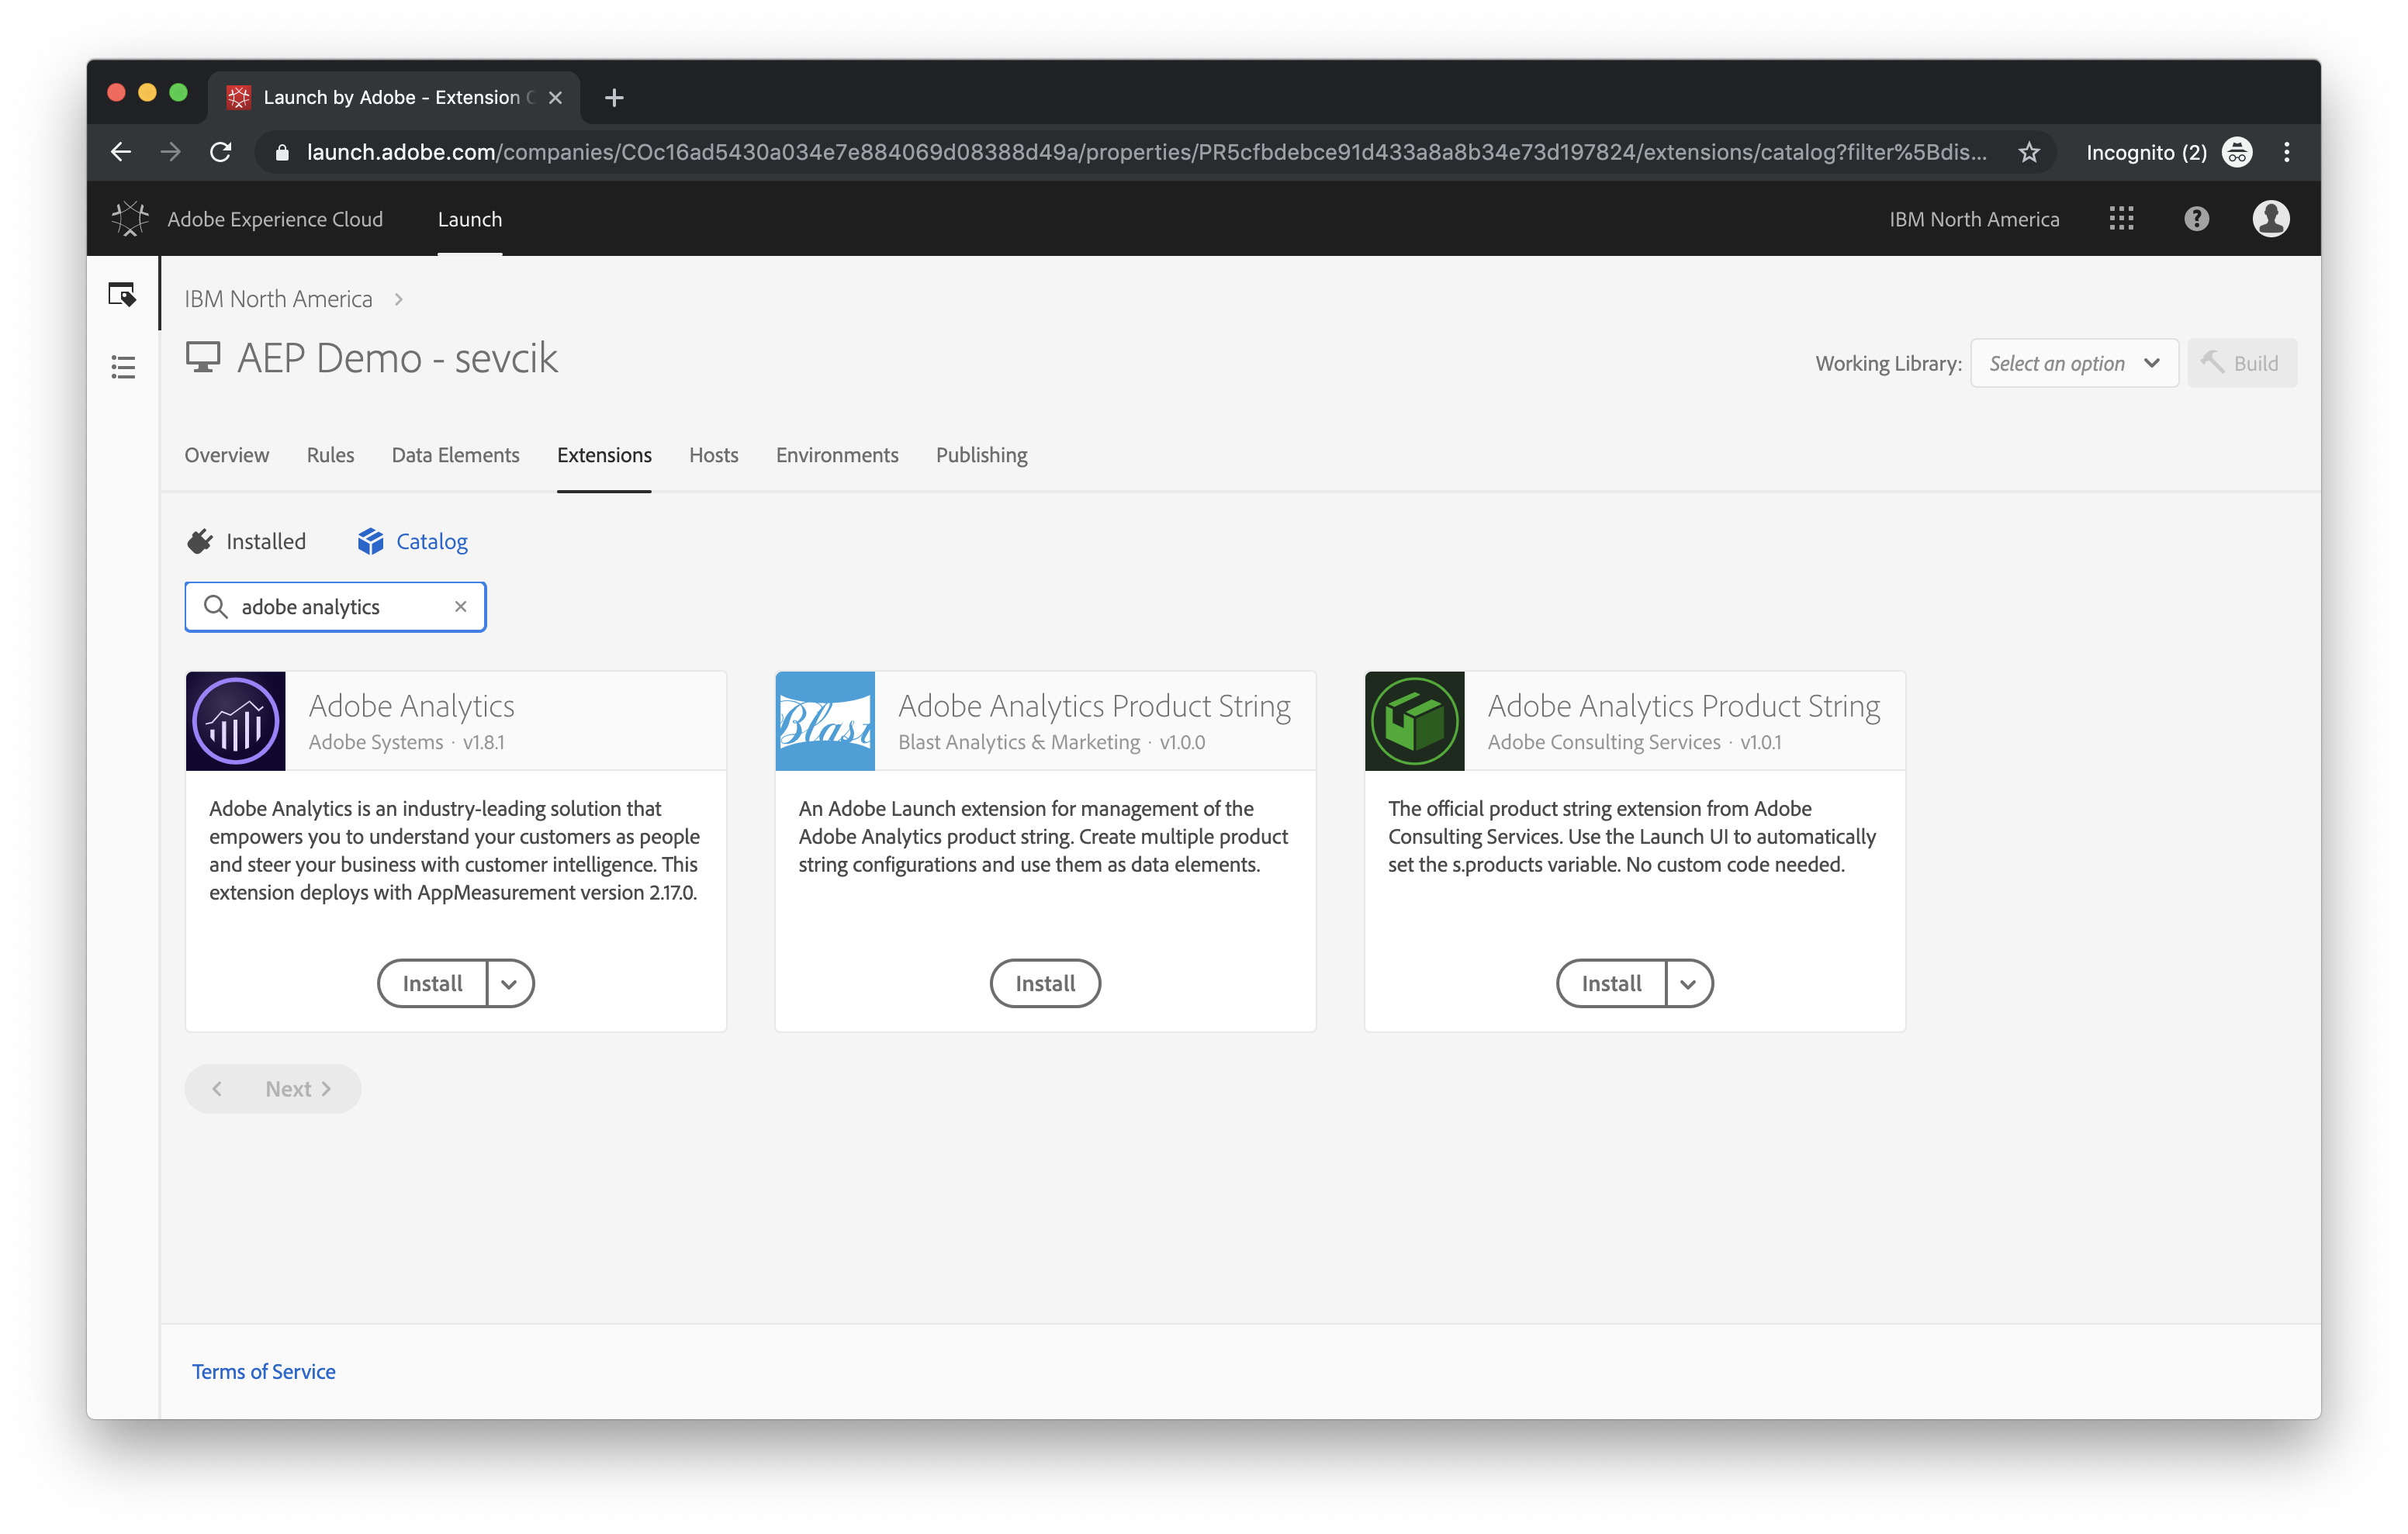 Launch by Adobe - Extension C
launch.adobe.com/companies/COc16ad5430a034e7e884069d08388d49a/properties/PR5cfbdebce91d433a8a8b34e73d197824/extensions/catalog?filter%5Bdis...
Incognito (2)
Adobe Experience Cloud
Launch
IBM North America
IBM North America
AEP Demo - sevcik
Working Library:
Select an option
Build
Overview
Rules
Data Elements
Extensions
Hosts
Environments
Publishing
Installed
Catalog
adobe analytics
Adobe Analytics
Adobe Systems · v1.8.1
Adobe Analytics is an industry-leading solution that
empowers you to understand your customers as people
and steer your business with customer intelligence. This
extension deploys with AppMeasurement version 2.17.0.
Install
Blast
Adobe Analytics Product String
Blast Analytics & Marketing · v1.0.0
An Adobe Launch extension for management of the
Adobe Analytics product string. Create multiple product
string configurations and use them as data elements.
Install
Adobe Analytics Product String
Adobe Consulting Services · v1.0.1
The official product string extension from Adobe
Consulting Services. Use the Launch UI to automatically
set the s.products variable. No custom code needed.
Install
Next
Terms of Service